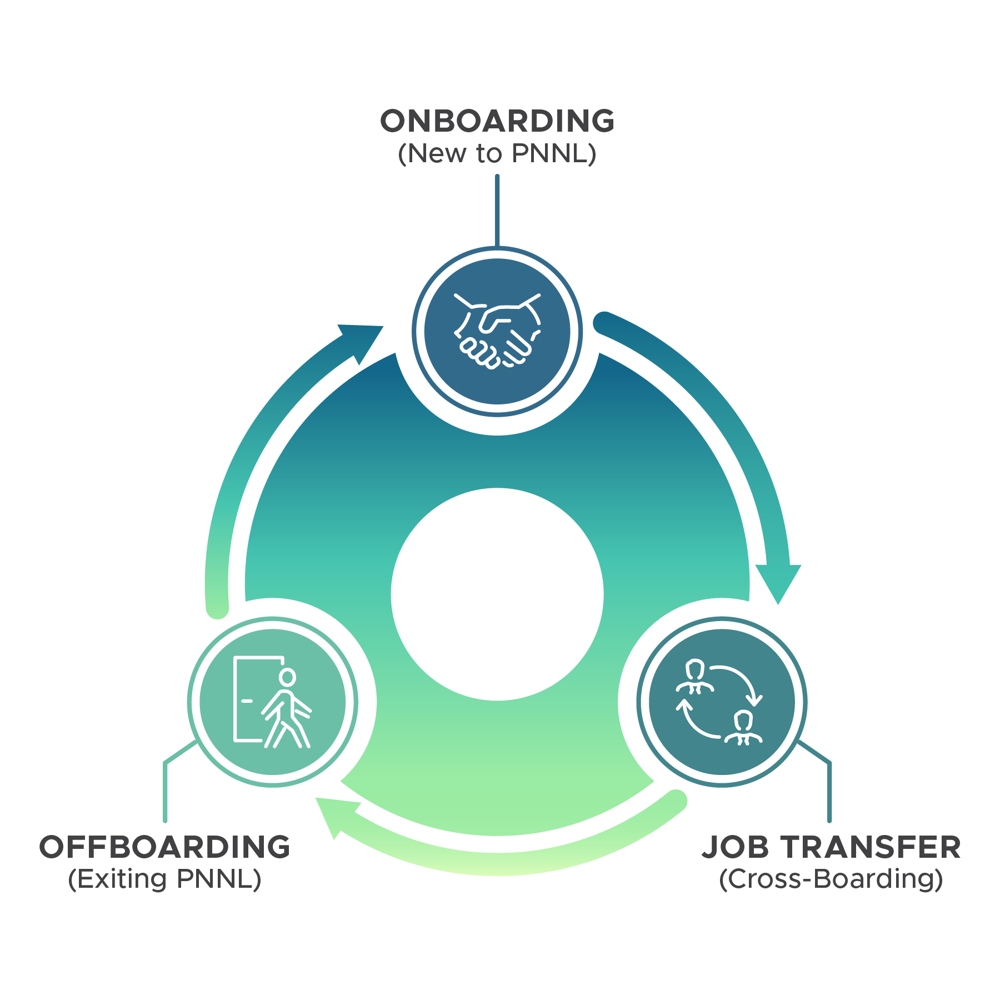 ONBOARDING
(New to PNNL)
OFFBOARDING
(Exiting PNNL)
JOB TRANSFER
(Cross-Boarding)